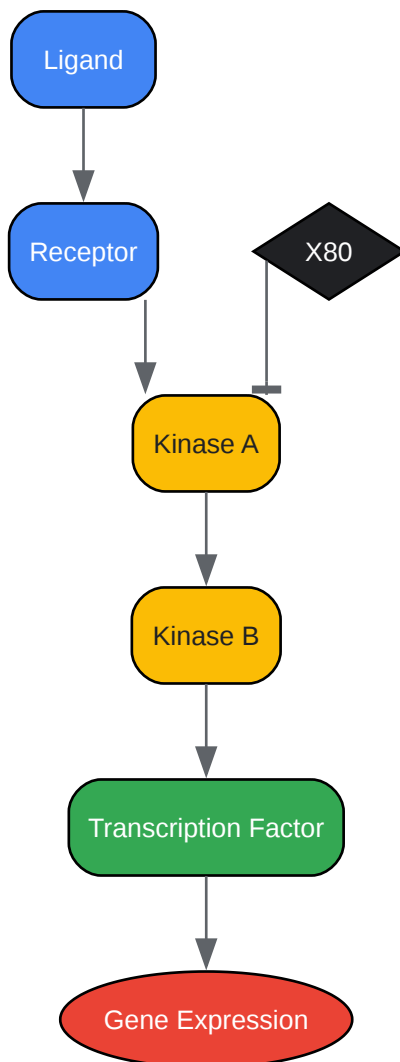 Ligand
Receptor
X80
Kinase A
Kinase B
Transcription Factor
Gene Expression